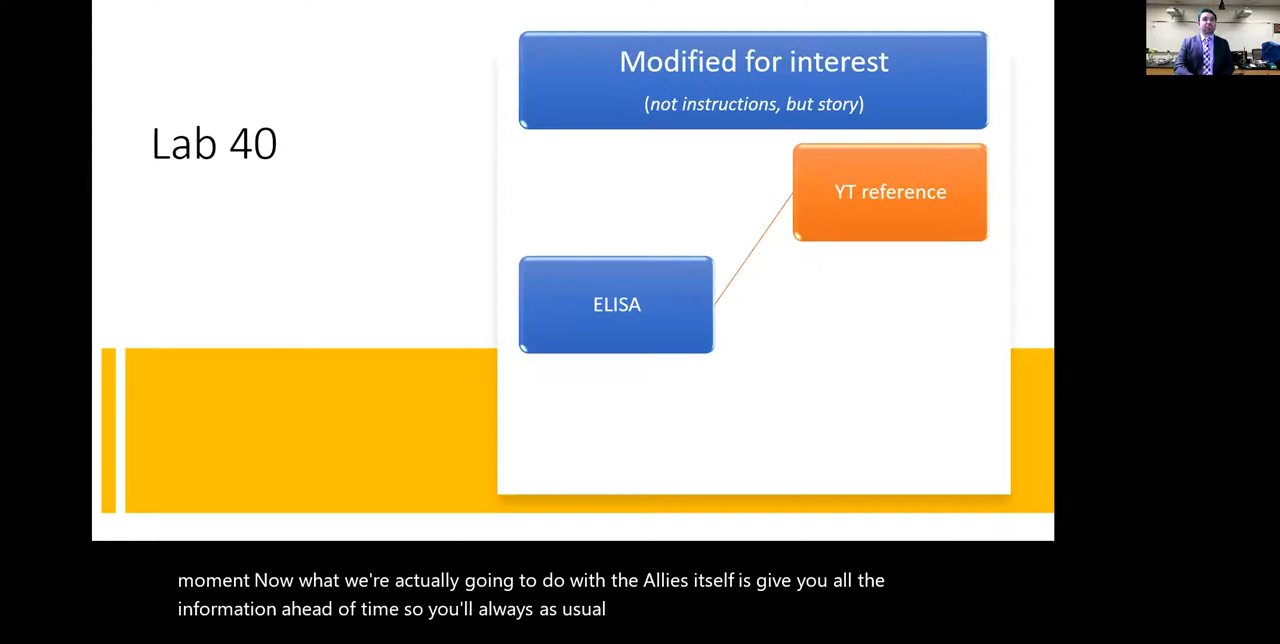 Lab 40
Modified for interest
(not instructions, but story)
YT reference
ELISA
moment Now what we're actually going to do with the Allies itself is give you all the
information ahead of time so you'll always as usual